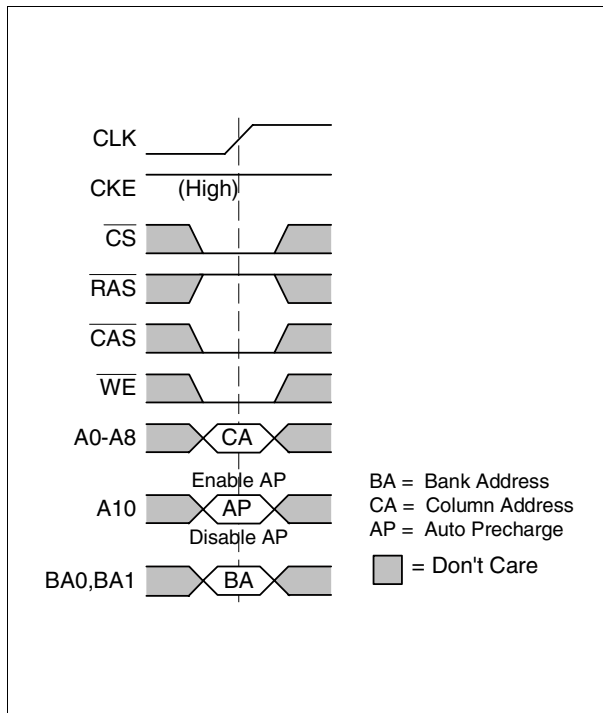 CLK
CKE (High)
CS
RAS
CAS
WE
A0-A8 CA
Enable AP
A10 AP
Disable AP
BA0,BA1 BA
BA = Bank Address
CA = Column Address
AP = Auto Precharge
= Don't Care